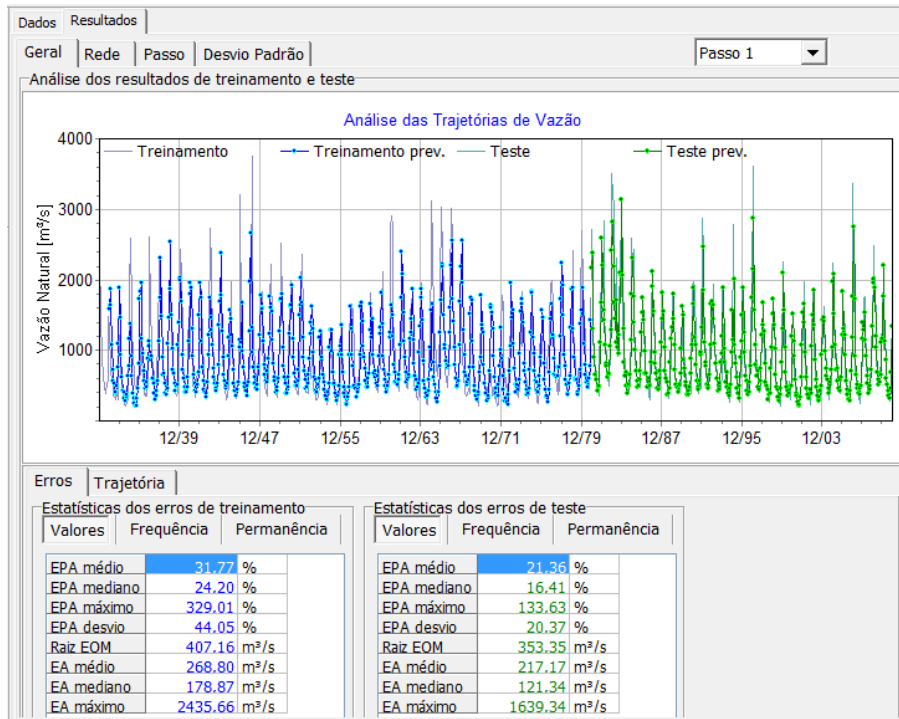 Dados Resultados
Geral Rede Passo Desvio Padrão Passo 1
Análise dos resultados de treinamento e teste
Análise das Trajetórias de Vazão
Treinamento Treinamento prev. Teste Teste prev.
Vazão Natural [m³/s]
4000
3000
2000
1000
12/39 12/47 12/55 12/63 12/71 12/79 12/87 12/95 12/03
Erros Trajetória
Estatísticas dos erros de treinamento
Valores Frequência Permanência
EPA médio 31,77 %
EPA mediano 24,20 %
EPA máximo 329,01 %
EPA desvio 44,05 %
Raiz EQM 407,16 m³/s
EA médio 268,80 m³/s
EA mediano 178,87 m³/s
EA máximo 2435,66 m³/s
Estatísticas dos erros de teste
Valores Frequência Permanência
EPA médio 21,36 %
EPA mediano 16,41 %
EPA máximo 133,63 %
EPA desvio 20,37 %
Raiz EQM 353,35 m³/s
EA médio 217,17 m³/s
EA mediano 121,34 m³/s
EA máximo 1639,34 m³/s